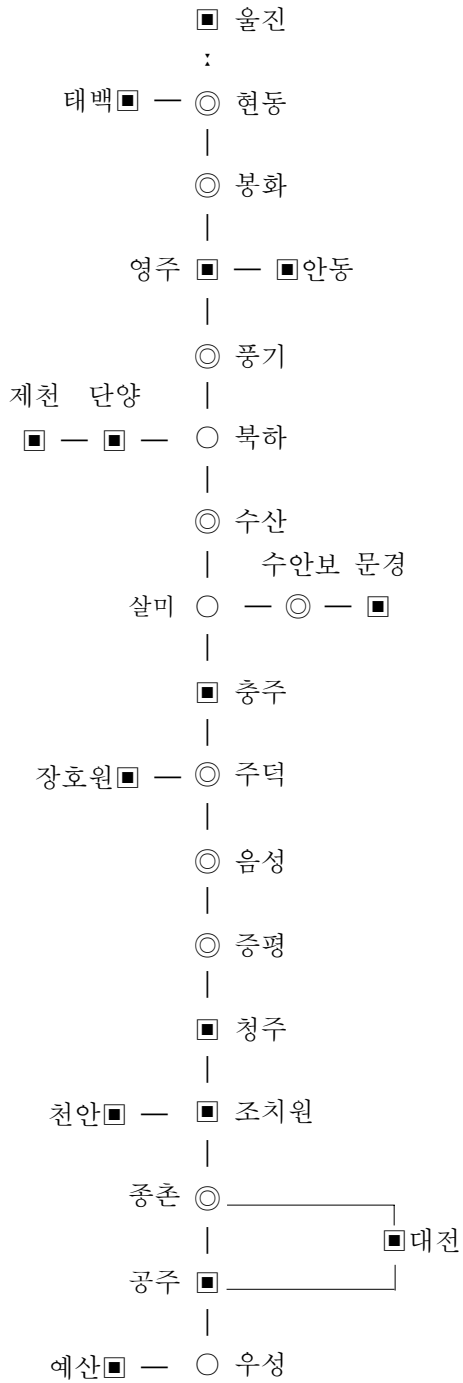 울진
태백 현동
봉화
영주 안동
풍기
제천 단양
북하
수산
수안보 문경
살미
충주
장호원 주덕
음성
증평
청주
천안 조치원
종촌
대전
공주
예산 우성